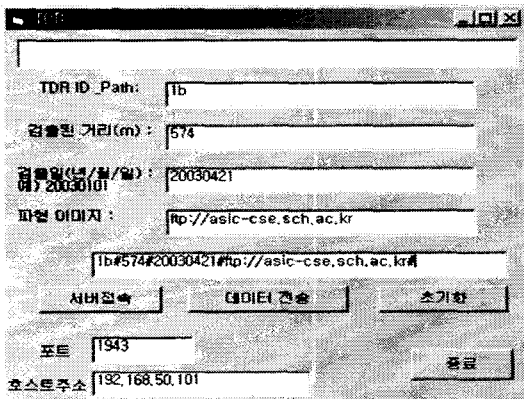 TDR ID_Path: 1b
검출된 거리(m) : 574
검출일(년/월/일) : 20030421
예) 20030101
파형 이미지 : ftp://asic-cse.sch.ac.kr
1b#574#20030421#ftp://asic-cse.sch.ac.kr#
서버접속 데이터 전송 초기화
포트 1943
종료
호스트주소 192.168.50.101